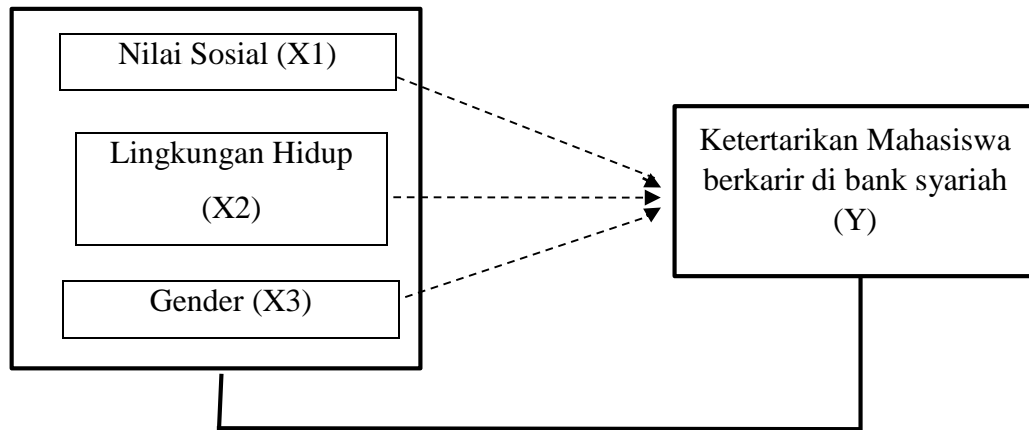 Nilai Sosial (X1)
Lingkungan Hidup
(X2)
Gender (X3)
Ketertarikan Mahasiswa
berkarir di bank syariah
(Y)